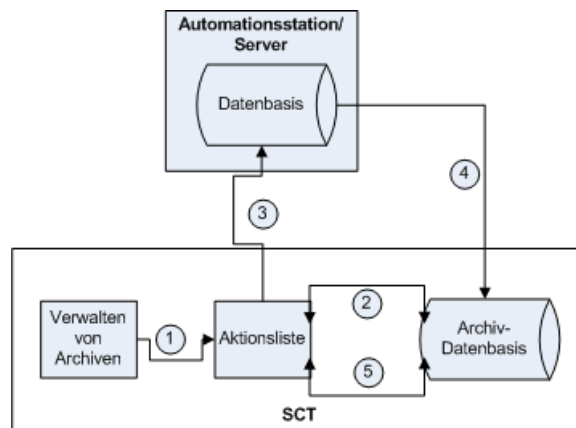 Automationsstation/
Server
Datenbasis
4
3
2
Verwalten
von
Archiven
1
Aktionsliste
Archiv-
Datenbasis
5
SCT